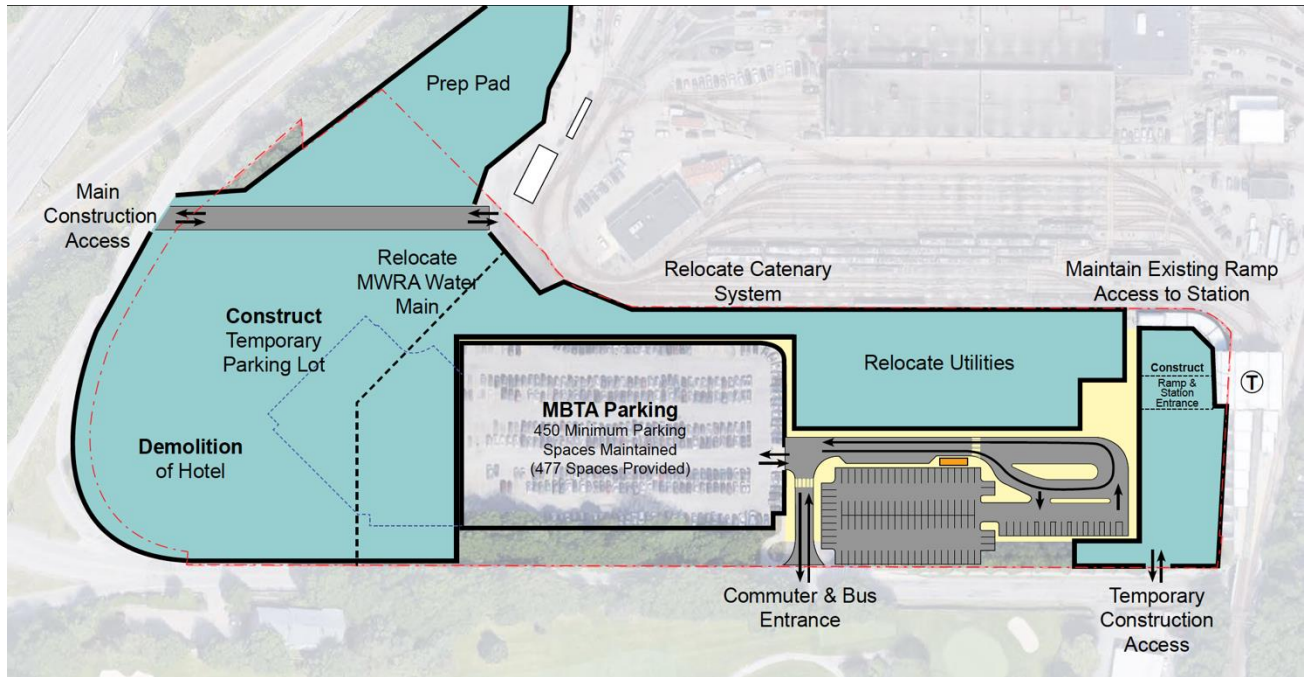 Prep Pad
Main
Construction
Access
Relocate
MWRA Water
Main
Construct
Temporary
Parking Lot
Demolition
of Hotel
Relocate Catenary
System
Maintain Existing Ramp
Access to Station
Relocate Utilities
Construct
Ramp &
Station
Entrance
T
MBTA Parking
450 Minimum Parking
Spaces Maintained
(477 Spaces Provided)
Commuter & Bus
Entrance
Temporary
Construction
Access